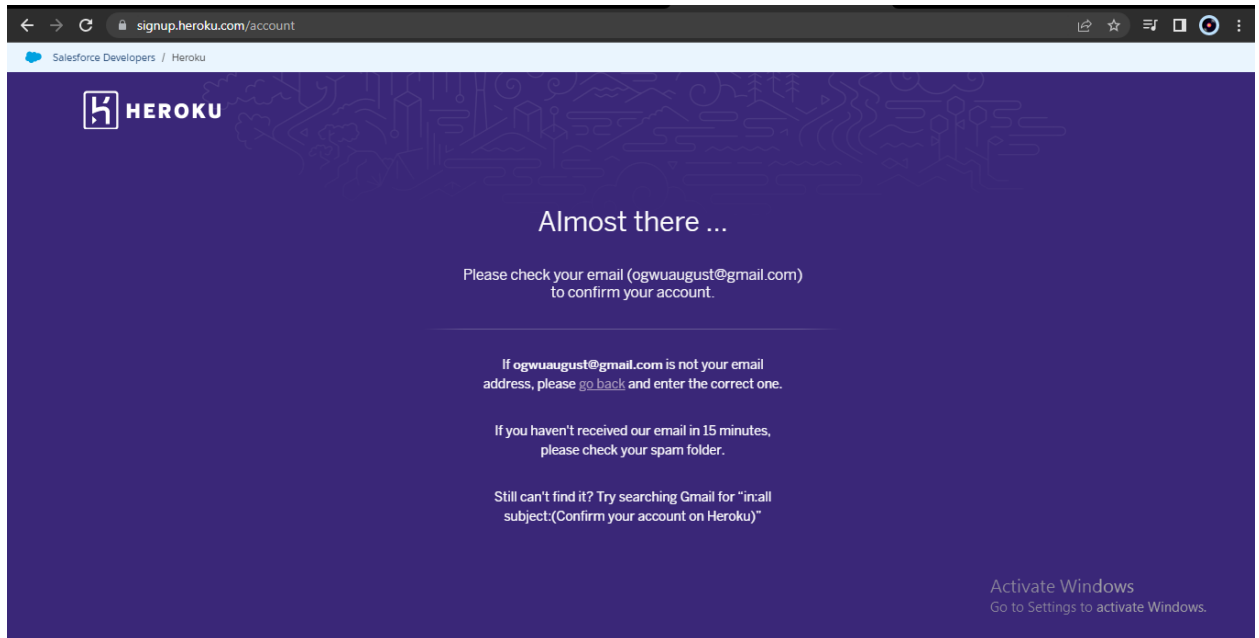 signup.heroku.com/account
Salesforce Developers / Heroku
HEROKU
Almost there ...
Please check your email (ogwuaugust@gmail.com)
to confirm your account.
If ogwuaugust@gmail.com is not your email
address, please go back and enter the correct one.
If you haven't received our email in 15 minutes,
please check your spam folder.
Still can't find it? Try searching Gmail for "in:all
subject:(Confirm your account on Heroku)"
Activate Windows
Go to Settings to activate Windows.